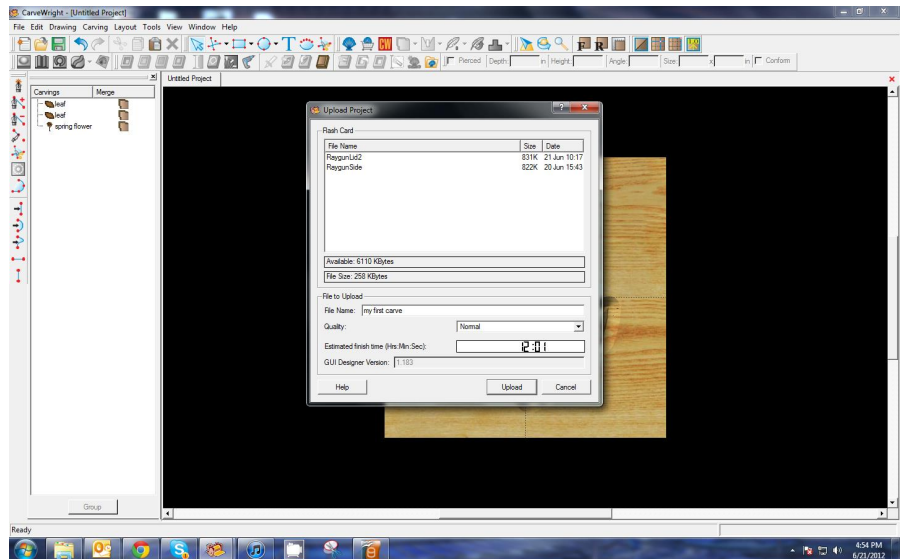 CarveWright - [Untitled Project]
File Edit Drawing Carving Layout Tools View Window Help
Pierced Depth: in Height: Angle: Size: x in Conform
Untitled Project
Carvings Merge
leaf
leaf
spring flower
Upload Project
Flash Card
File Name Size Date
RaygunLid2 831K 21 Jun 10:17
RaygunSide 822K 20 Jun 15:43
Available: 6110 KBytes
File Size: 258 KBytes
File to Upload
File Name: my first carve
Quality: Normal
Estimated finish time (Hrs:Min:Sec): 12:01
GUI Designer Version: 1.183
Help Upload Cancel
Group
Ready
4:54 PM
6/21/2012